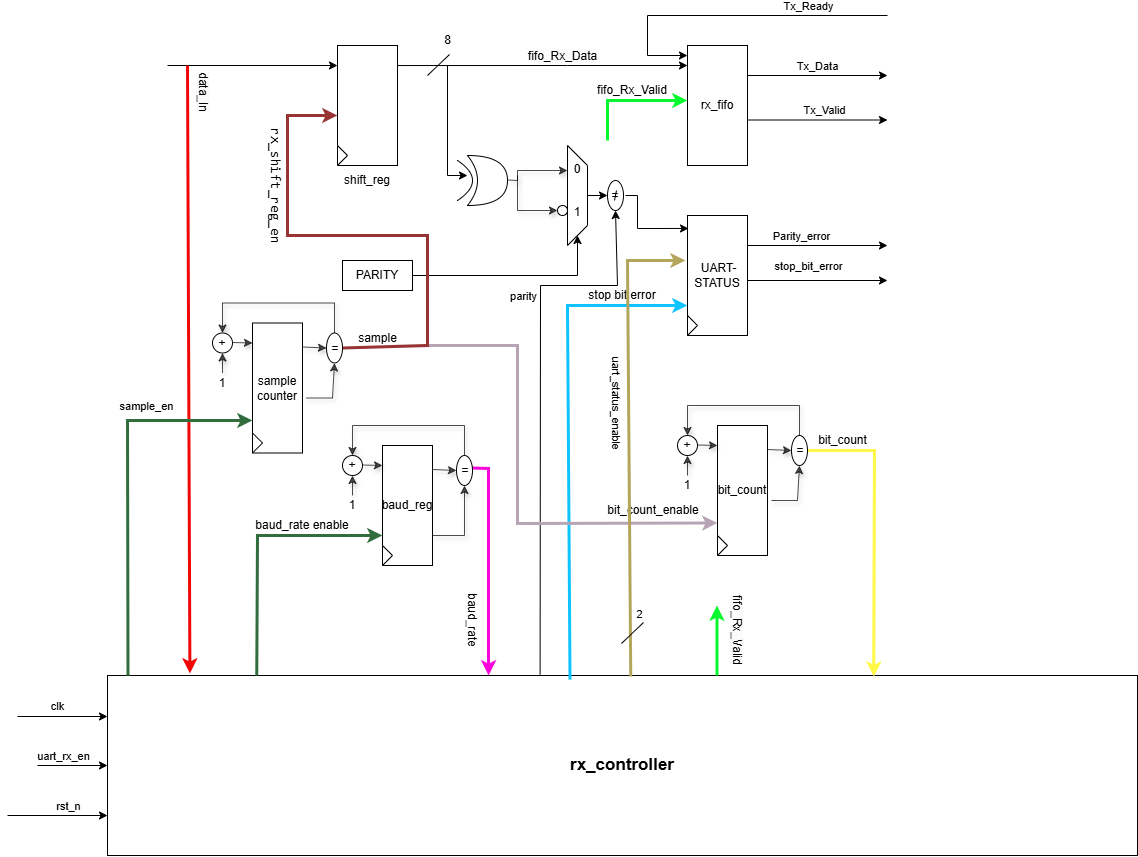 Tx_Ready
8
fifo_Rx_Data
Tx_Data
data_in
fifo_Rx_Valid
rx_fifo
Tx_Valid
rx_shift_reg_en
shift_reg
0
1
≠
PARITY
Parity_error
UART-
STATUS
stop_bit_error
parity
stop bit error
+
1
sample
counter
=
sample
uart_status_enable
sample_en
+
1
baud_reg
=
baud_rate enable
bit_count_enable
+
1
bit_count
=
bit_count
baud_rate
2
fifo_Rx_Valid
clk
uart_rx_en
rst_n
rx_controller